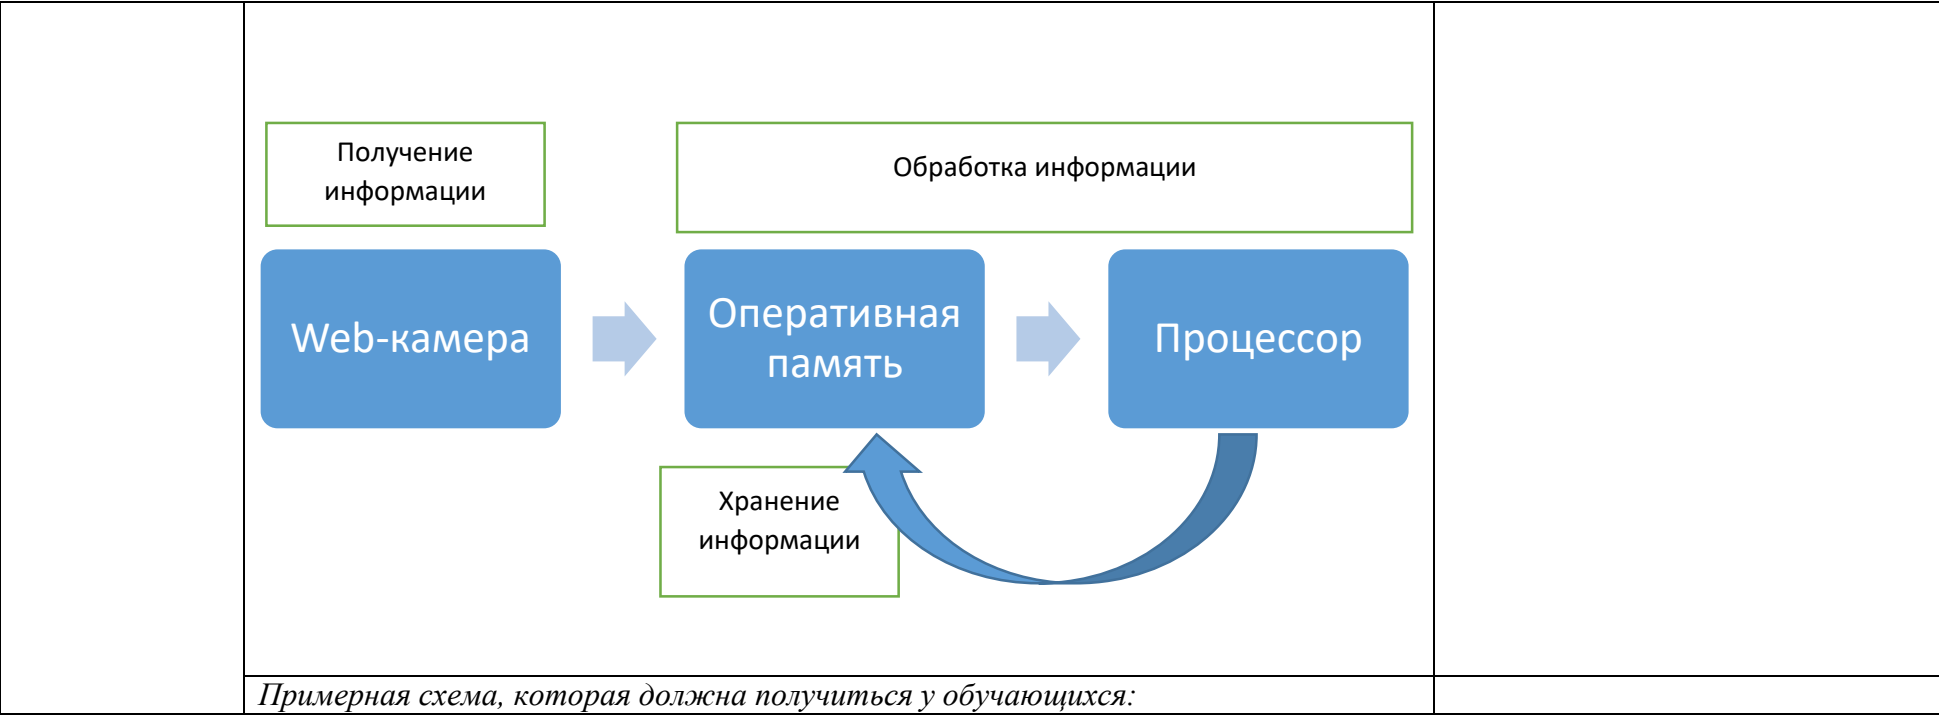 Получение
информации
Обработка информации
Web-камера
Оперативная
память
Процессор
Хранение
информации
Примерная схема, которая должна получиться у обучающихся: